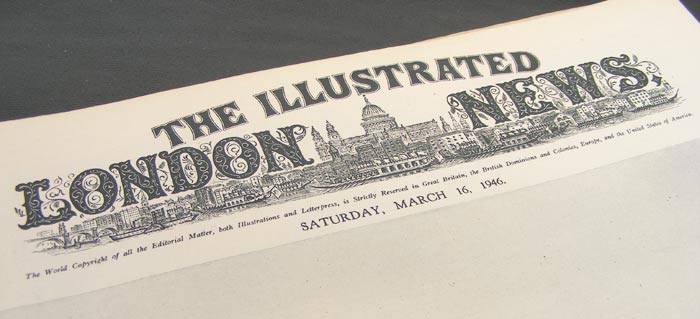 THE ILLUSTRATED
LONDON NEWS.
The World Copyright of all the Editorial Matter, both Illustrations and Letterpress, is Strictly Reserved in Great Britain, the British Dominions and Colonies, Europe, and the United States of America.
SATURDAY, MARCH 16, 1946.